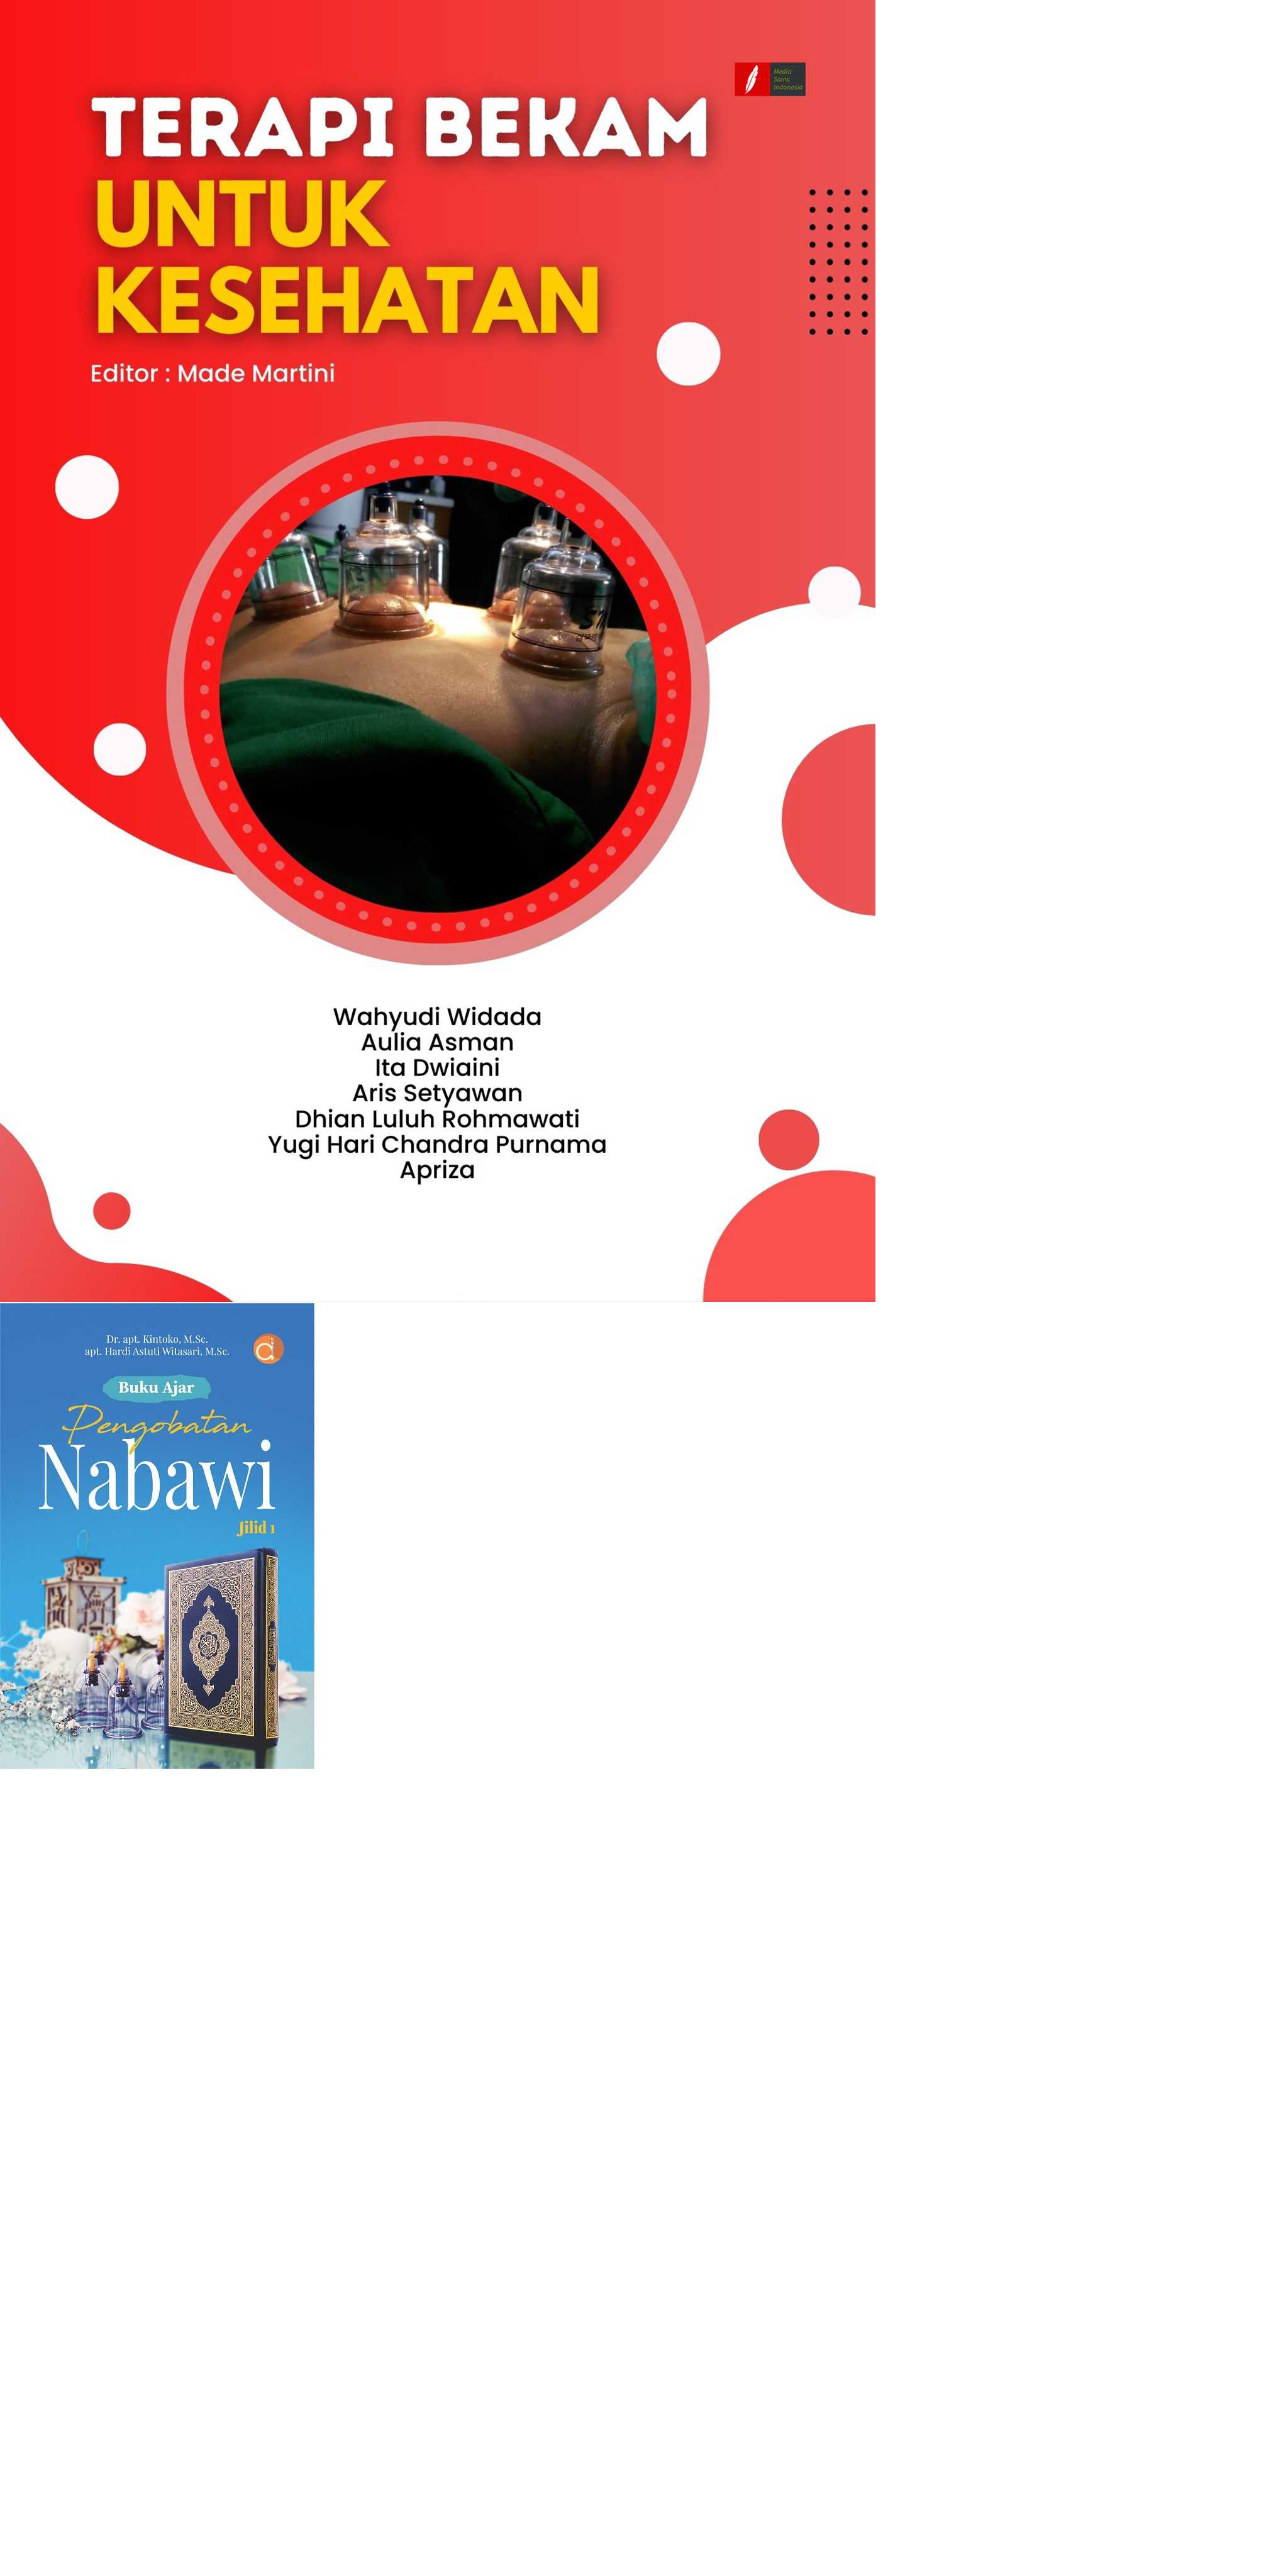 Media
Sains
Indonesia
TERAPI BEKAM
UNTUK
KESEHATAN
Editor : Made Martini
Wahyudi Widada
Aulia Asman
Ita Dwiaini
Aris Setyawan
Dhian Luluh Rohmawati
Yugi Hari Chandra Purnama
Apriza
Dr. apt. Kintoko, M.Sc.
apt. Hardi Astuti Witasari, M.Sc.
Buku Ajar
Pengobatan
Nabawi
Jilid 1